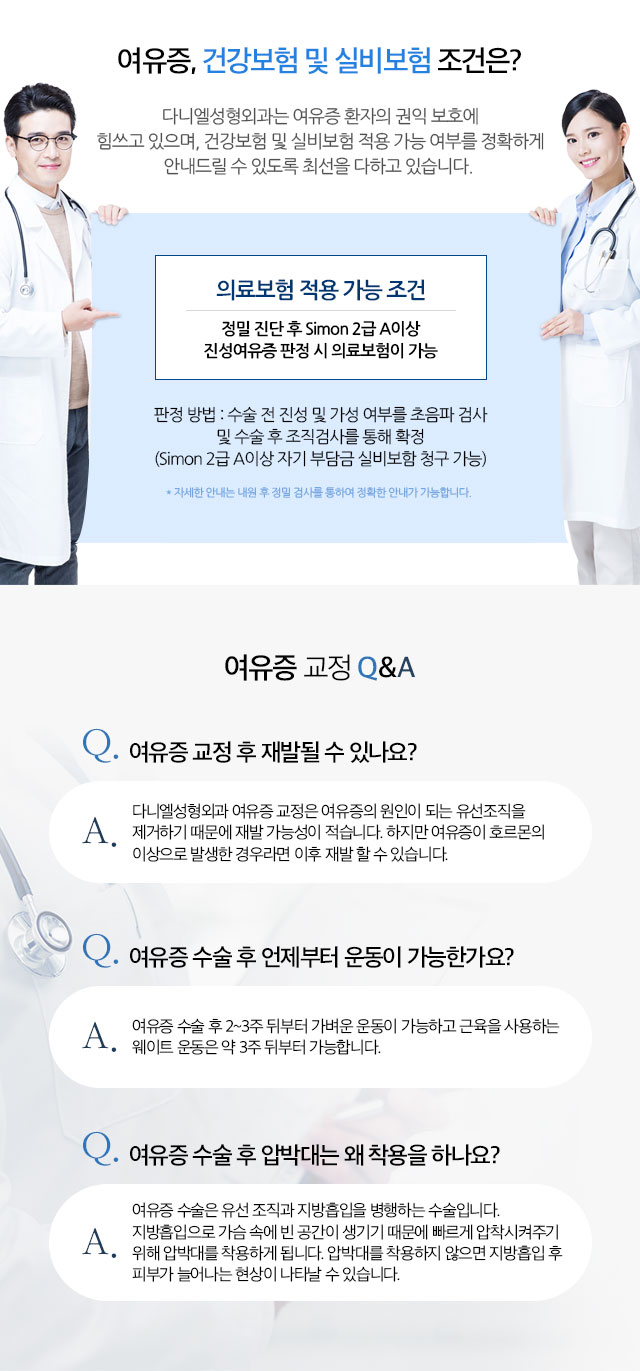 여유증, 건강보험 및 실비보험 조건은?
다니엘성형외과는 여유증 환자의 권익 보호에
힘쓰고 있으며, 건강보험 및 실비보험 적용 가능 여부를 정확하게
안내드릴 수 있도록 최선을 다하고 있습니다.
의료보험 적용 가능 조건
정밀 진단 후 Simon 2급 A이상
진성여유증 판정 시 의료보험이 가능
판정 방법 : 수술 전 진성 및 가성 여부를 초음파 검사
및 수술 후 조직검사를 통해 확정
(Simon 2급 A이상 자기 부담금 실비보함 청구 가능)
* 자세한 안내는 내원 후 정밀 검사를 통하여 정확한 안내가 가능합니다.
여유증 교정 Q&A
Q. 여유증 교정 후 재발될 수 있나요?
A. 다니엘성형외과 여유증 교정은 여유증의 원인이 되는 유선조직을
제거하기 때문에 재발 가능성이 적습니다. 하지만 여유증이 호르몬의
이상으로 발생한 경우라면 이후 재발 할 수 있습니다.
Q. 여유증 수술 후 언제부터 운동이 가능한가요?
A. 여유증 수술 후 2~3주 뒤부터 가벼운 운동이 가능하고 근육을 사용하는
웨이트 운동은 약 3주 뒤부터 가능합니다.
Q. 여유증 수술 후 압박대는 왜 착용을 하나요?
A. 여유증 수술은 유선 조직과 지방흡입을 병행하는 수술입니다.
지방흡입으로 가슴 속에 빈 공간이 생기기 때문에 빠르게 압착시켜주기
위해 압박대를 착용하게 됩니다. 압박대를 착용하지 않으면 지방흡입 후
피부가 늘어나는 현상이 나타날 수 있습니다.